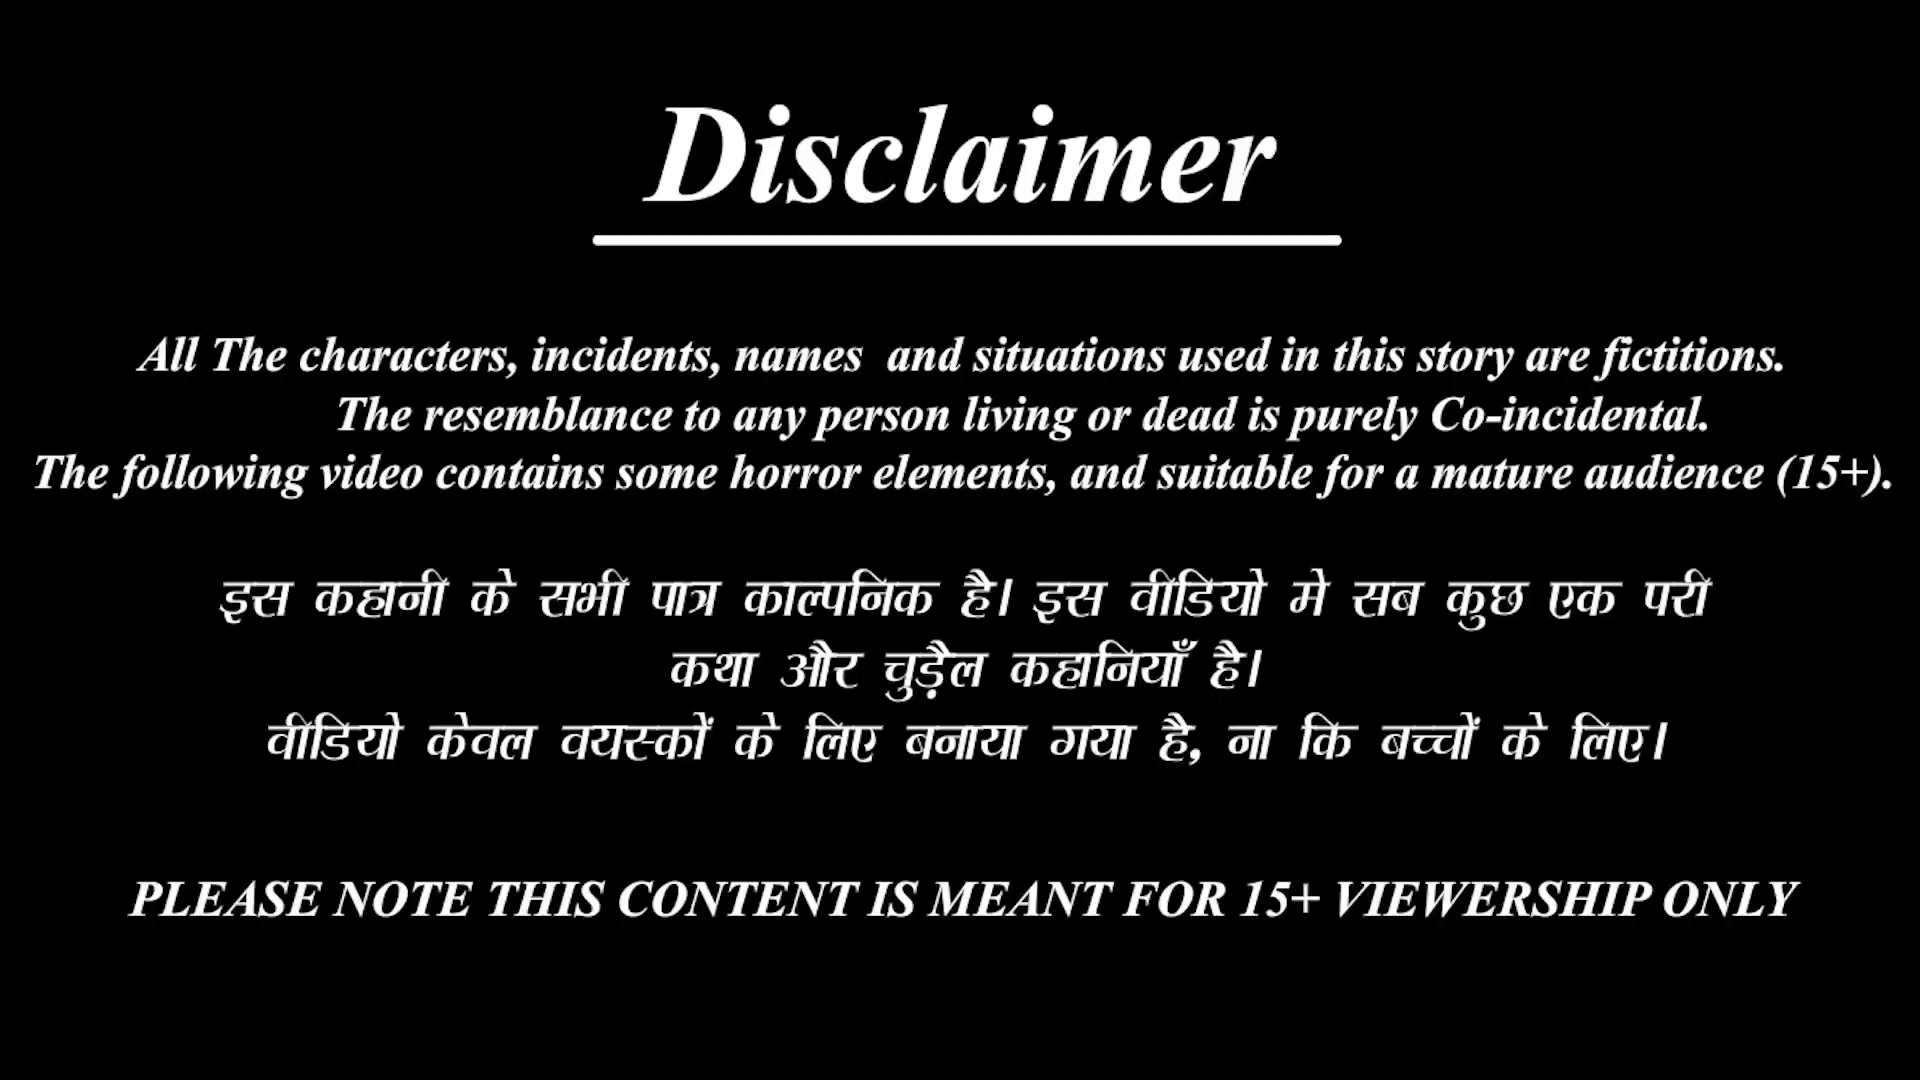 Disclaimer
All The characters, incidents, names and situations used in this story are fictitions.
The resemblance to any person living or dead is purely Co-incidental.
The following video contains some horror elements, and suitable for a mature audience (15+).
इस कहानी के सभी पात्र काल्पनिक है। इस वीडियो मे सब कुछ एक परी
कथा और चुड़ैल कहानियाँ है।
वीडियो केवल वयस्कों के लिए बनाया गया है, ना कि बच्चों के लिए।
PLEASE NOTE THIS CONTENT IS MEANT FOR 15+ VIEWERSHIP ONLY